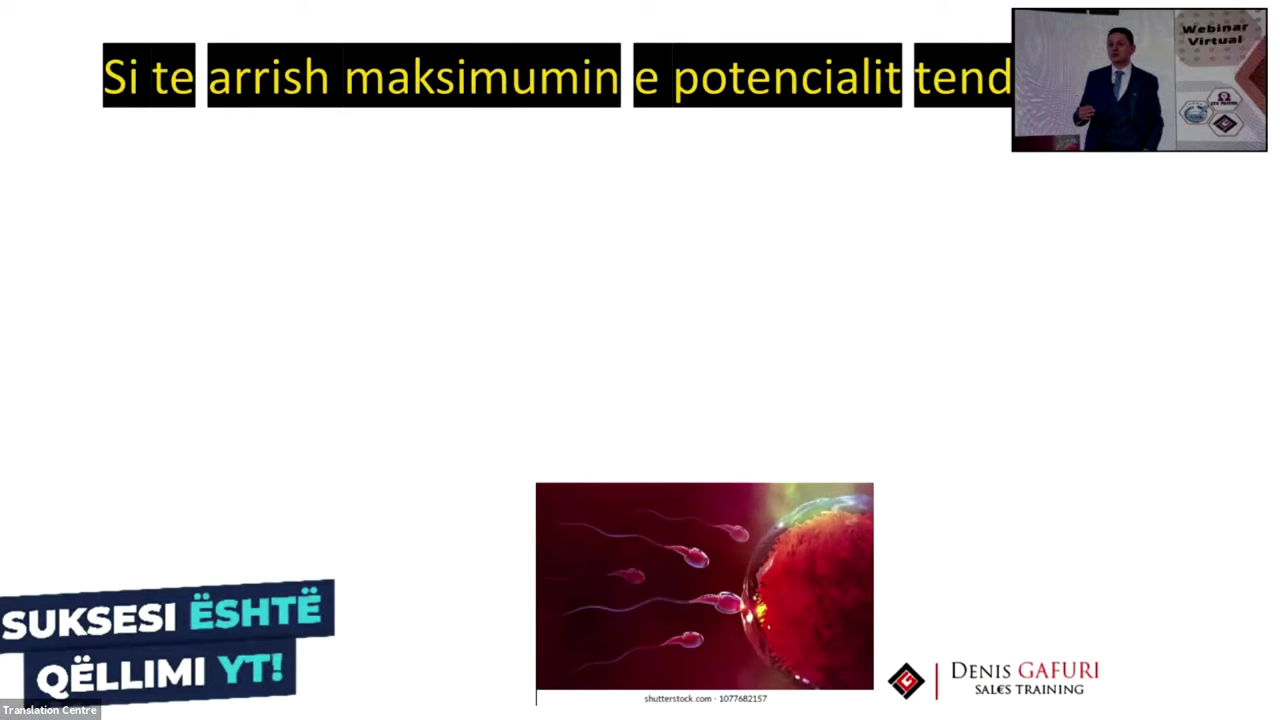 Si te arrish maksimumin e potencialit tend
Webinar
Virtual
SUKSESI ËSHTË
QËLLIMI YT!
shutterstock.com · 1077682157
DENIS GAFURI
SALES TRAINING
Translation Centre